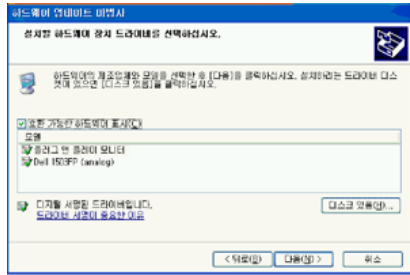 하드웨어 업데이트 마법사
설치할 하드웨어 장치 드라이버를 선택하십시오.
하드웨어의 제조업체와 모델을 선택한 후 [다음]을 클릭하십시오. 설치하려는 드라이버 디스
켓이 있으면 [디스크 있음]을 클릭하십시오.
호환 가능한 하드웨어 표시(C)
모델
플러그 앤 플레이 모니터
Dell 1503FP (analog)
디지털 서명된 드라이버입니다.
드라이버 서명이 중요한 이유
디스크 있음(H)...
< 뒤로(B)
다음(N) >
취소